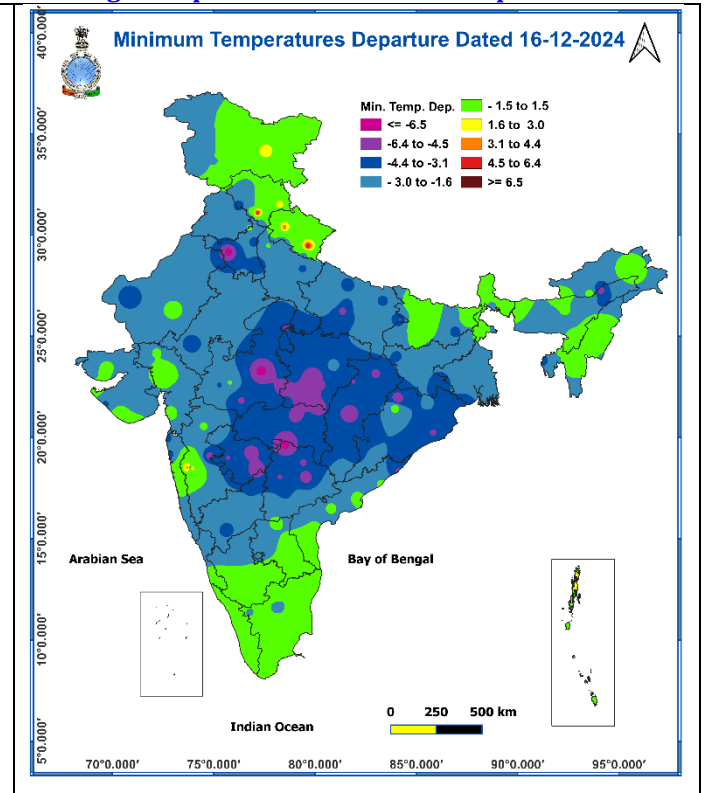 Minimum Temperatures Departure Dated 16-12-2024
Min. Temp. Dep.
<= -6.5
-6.4 to -4.5
-4.4 to -3.1
- 3.0 to -1.6
- 1.5 to 1.5
1.6 to 3.0
3.1 to 4.4
4.5 to 6.4
>= 6.5
40°0.000'
35°0.000'
30°0.000'
25°0.000'
20°0.000'
15°0.000'
10°0.000'
5°0.000'
Arabian Sea
Bay of Bengal
Indian Ocean
0 250 500 km
70°0.000' 75°0.000' 80°0.000' 85°0.000' 90°0.000' 95°0.000'